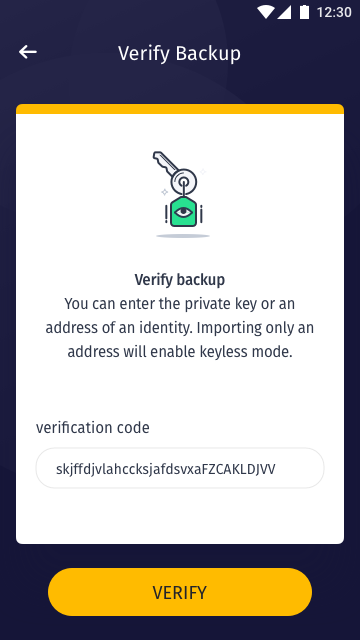 12:30
Verify Backup
Verify backup
You can enter the private key or an
address of an identity. Importing only an
address will enable keyless mode.
verification code
skjffdjvlahccksjafdsvxaFZCAKLDJVV
VERIFY